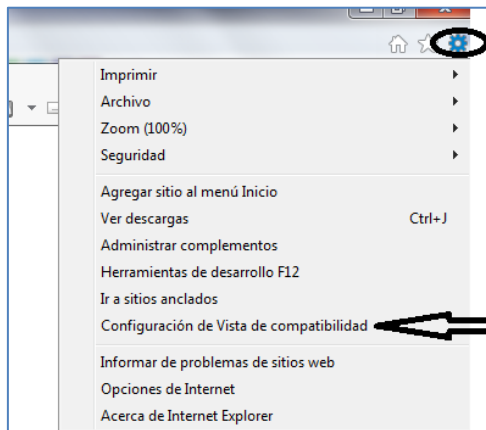 Imprimir
Archivo
Zoom (100%)
Seguridad
Agregar sitio al menú Inicio
Ver descargas Ctrl+J
Administrar complementos
Herramientas de desarrollo F12
Ir a sitios anclados
Configuración de Vista de compatibilidad
Informar de problemas de sitios web
Opciones de Internet
Acerca de Internet Explorer